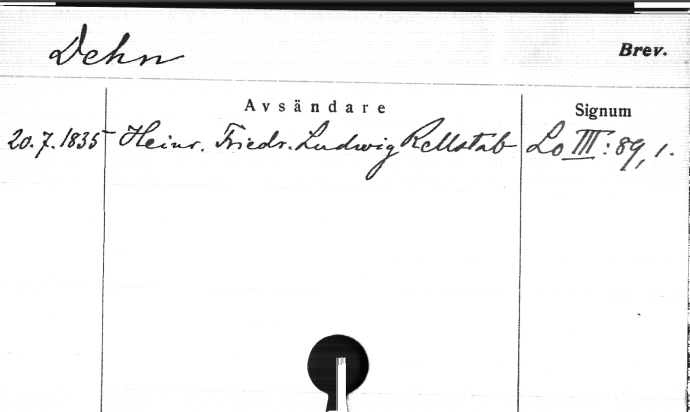 Dehn Brev.
Avsändare Signum
20.7.1835 Heinr. Friedr. Ludwig Rellstab Lo III:89,1.